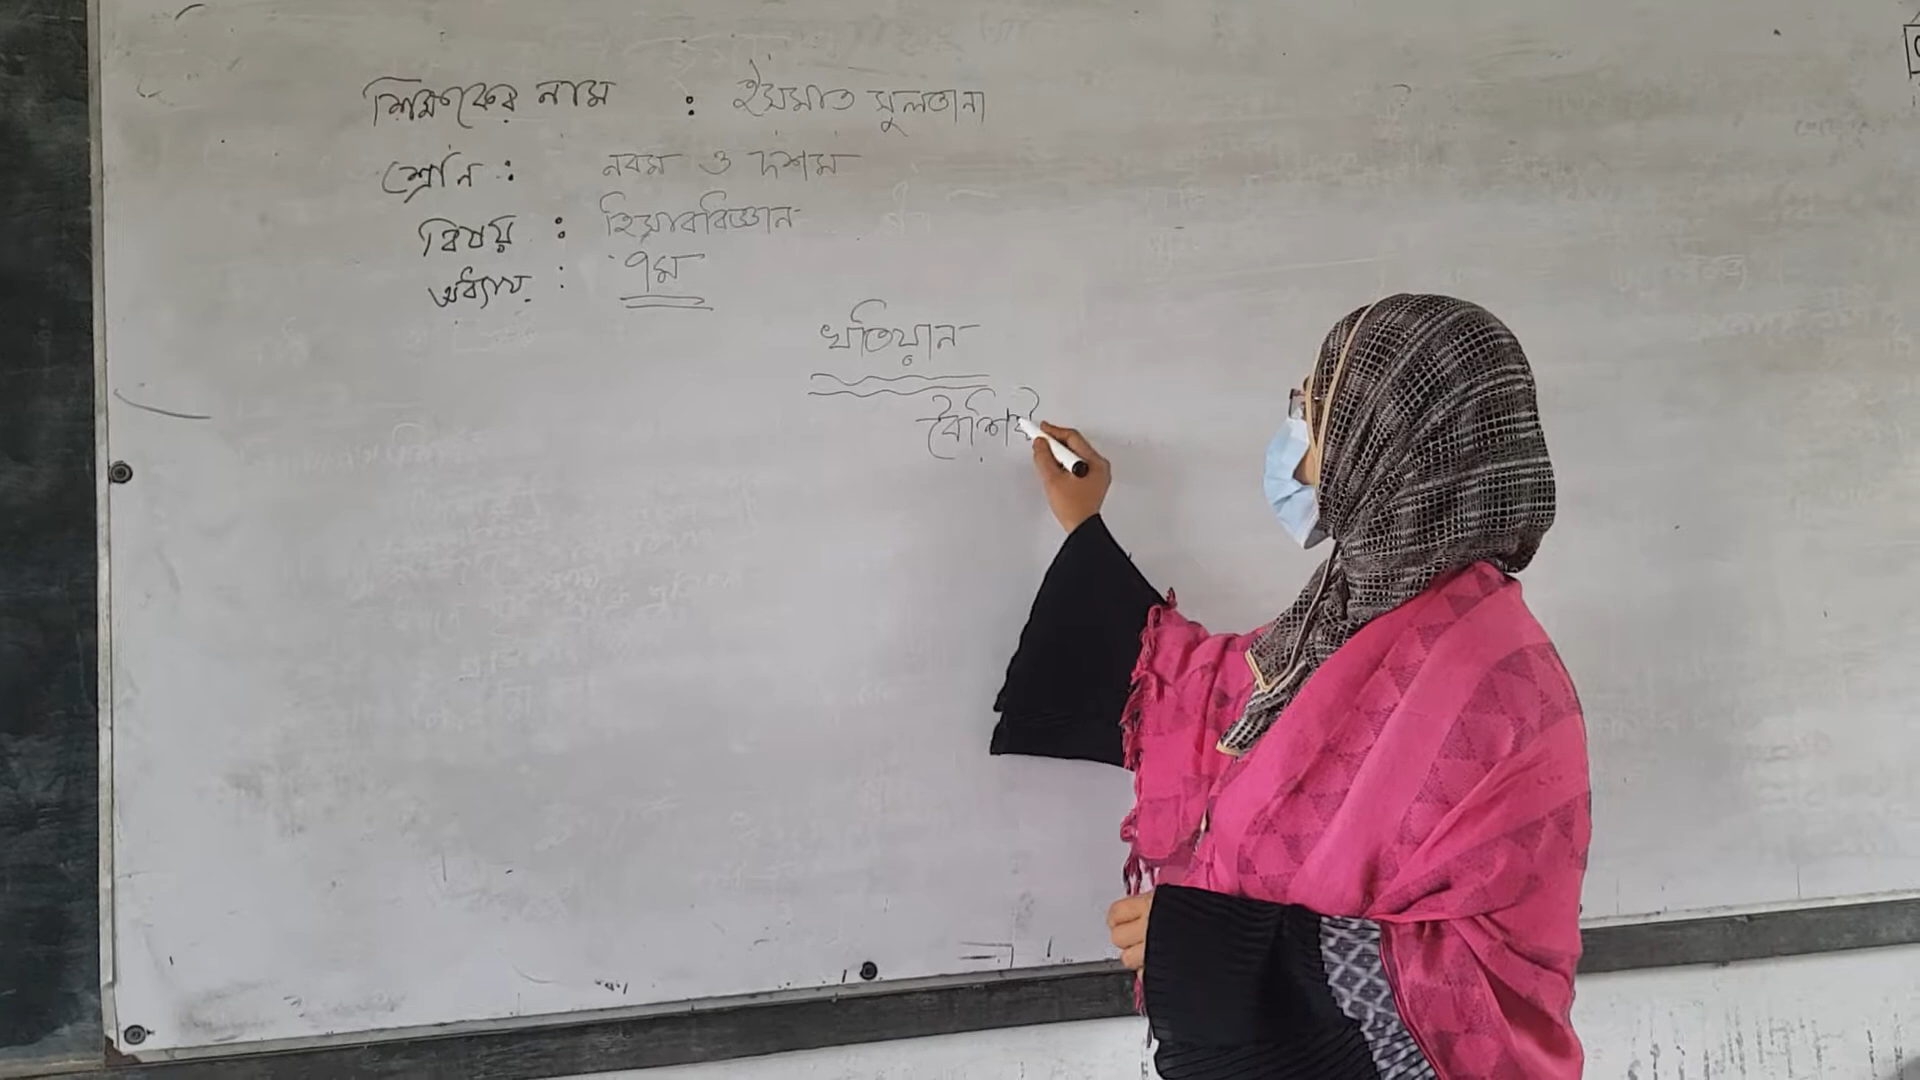 শিক্ষকের নাম : ইসমাত সুলতানা
শ্রেনি : নবম ও দশম
বিষয় : হিসাববিজ্ঞান
অধ্যায় : ৭ম
খতিয়ান
বৈশিষ্ট